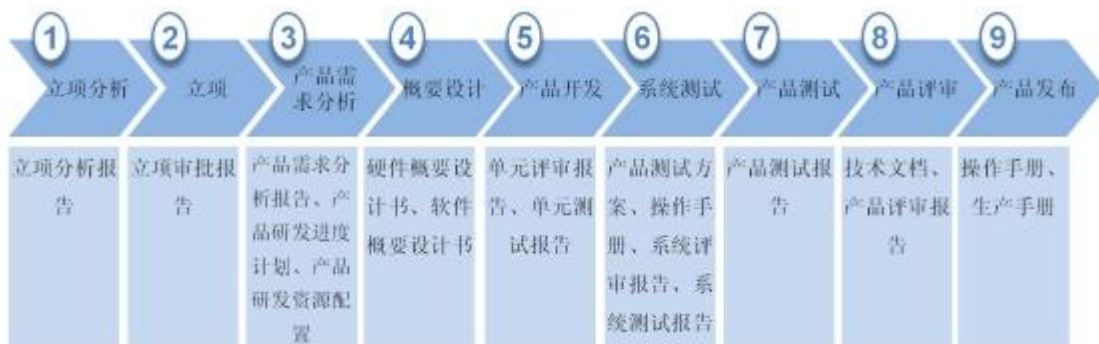 1
2
3
4
5
6
7
8
9
立项分析
立项
产品需
求分析
概要设计
产品开发
系统测试
产品测试
产品评审
产品发布
立项分析报
告
立项审批报
告
产品需求分
析报告、产
品研发进度
计划、产品
研发资源配
置
硬件概要设
计书、软件
概要设计书
单元评审报
告、单元测
试报告
产品测试方
案、操作手
册、系统评
审报告、系
统测试报告
产品测试报
告
技术文档、
产品评审报
告
操作手册、
生产手册